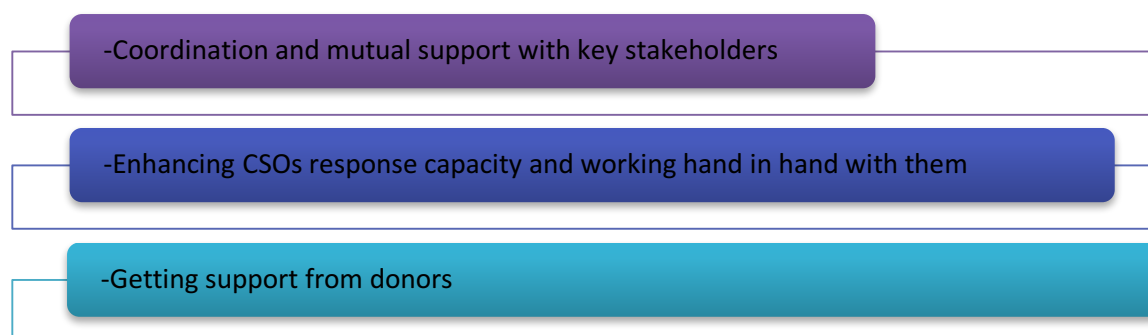 -Coordination and mutual support with key stakeholders
-Enhancing CSOs response capacity and working hand in hand with them
-Getting support from donors